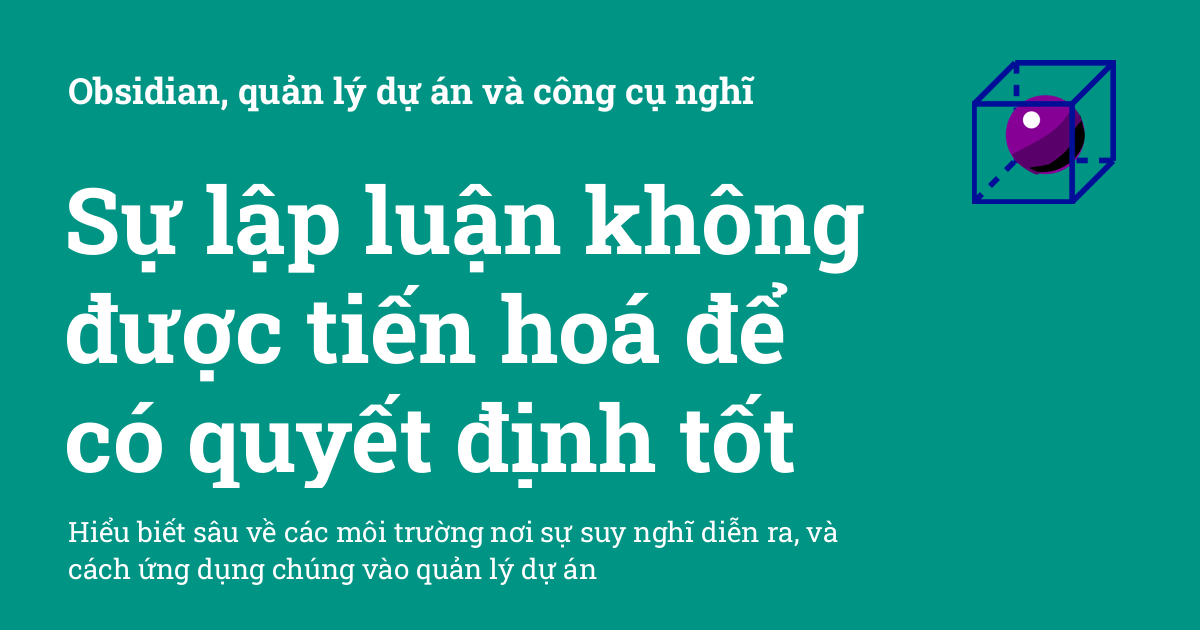 Obsidian, quản lý dự án và công cụ nghĩ
Sự lập luận không
được tiến hoá để
có quyết định tốt
Hiểu biết sâu về các môi trường nơi sự suy nghĩ diễn ra, và
cách ứng dụng chúng vào quản lý dự án